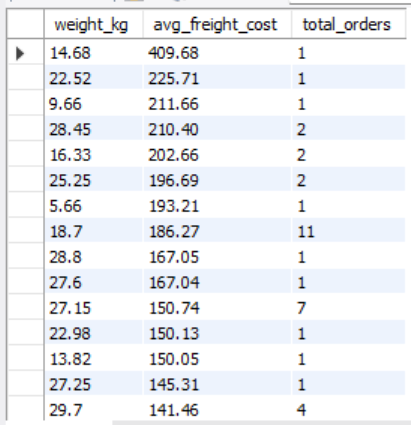 weight_kg avg_freight_cost total_orders
14.68 409.68 1
22.52 225.71 1
9.66 211.66 1
28.45 210.40 2
16.33 202.66 2
25.25 196.69 2
5.66 193.21 1
18.7 186.27 11
28.8 167.05 1
27.6 167.04 1
27.15 150.74 7
22.98 150.13 1
13.82 150.05 1
27.25 145.31 1
29.7 141.46 4